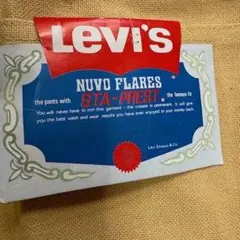 Levi's
NUVO FLARES
the pants with STA-PREST the famous fit
You will never have to iron this garment - the crease is permanent. It will give
you the best wash and wear results you have ever enjoyed or your money back.
Levi Strauss & Co